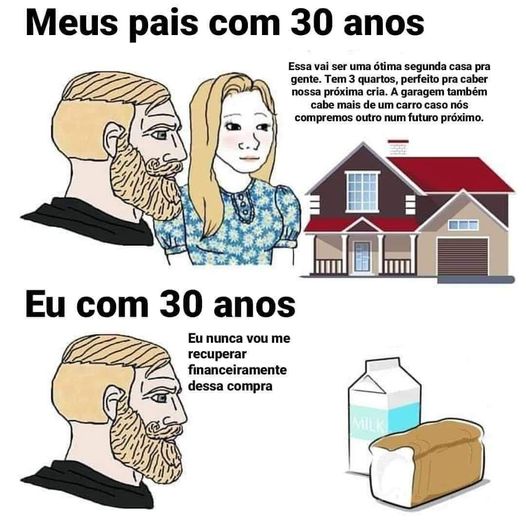 Meus pais com 30 anos
Essa vai ser uma ótima segunda casa pra
gente. Tem 3 quartos, perfeito pra caber
nossa próxima cria. A garagem também
cabe mais de um carro caso nós
compremos outro num futuro próximo.
Eu com 30 anos
Eu nunca vou me
recuperar
financeiramente
dessa compra
MILK